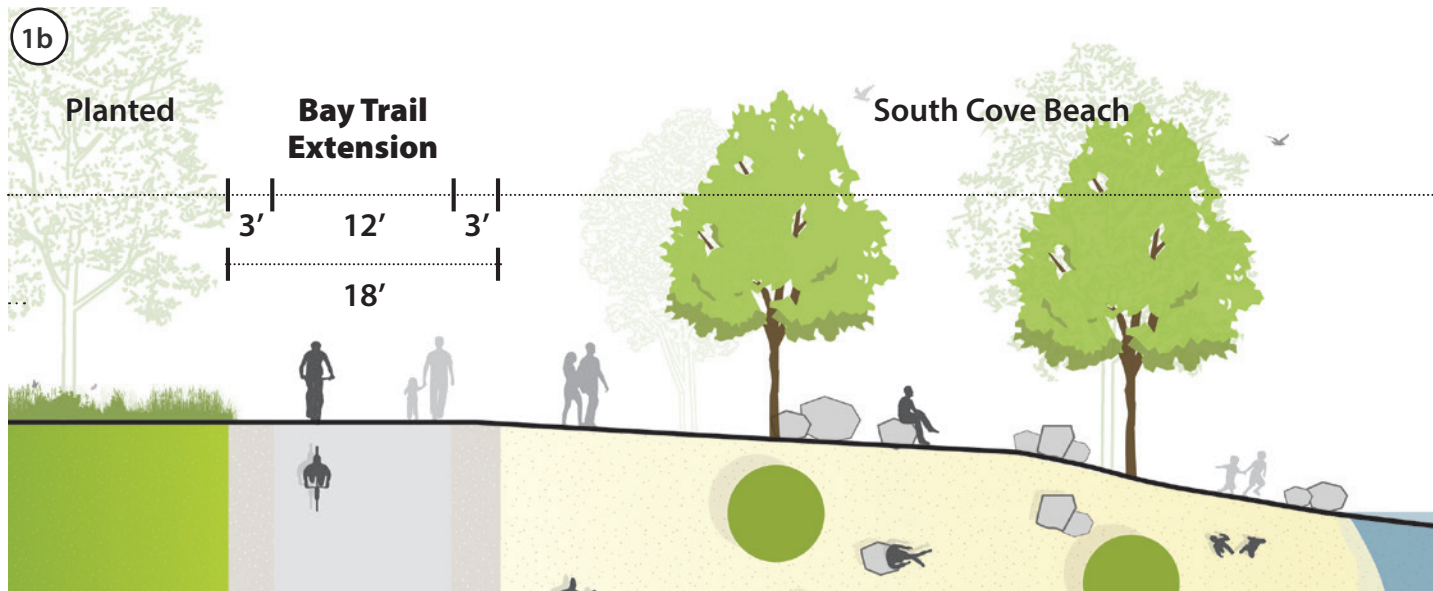 1b
Planted
Bay Trail
Extension
South Cove Beach
3’
12’
3’
18’
...